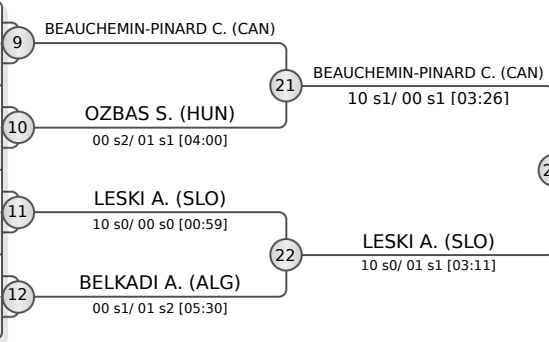 BEAUCHEMIN-PINARD C. (CAN)
9
21
BEAUCHEMIN-PINARD C. (CAN)
10 s1/ 00 s1 [03:26]
OZBAS S. (HUN)
10
00 s2/ 01 s1 [04:00]
LESKI A. (SLO)
11
10 s0/ 00 s0 [00:59]
22
LESKI A. (SLO)
10 s0/ 01 s1 [03:11]
BELKADI A. (ALG)
12
00 s1/ 01 s2 [05:30]